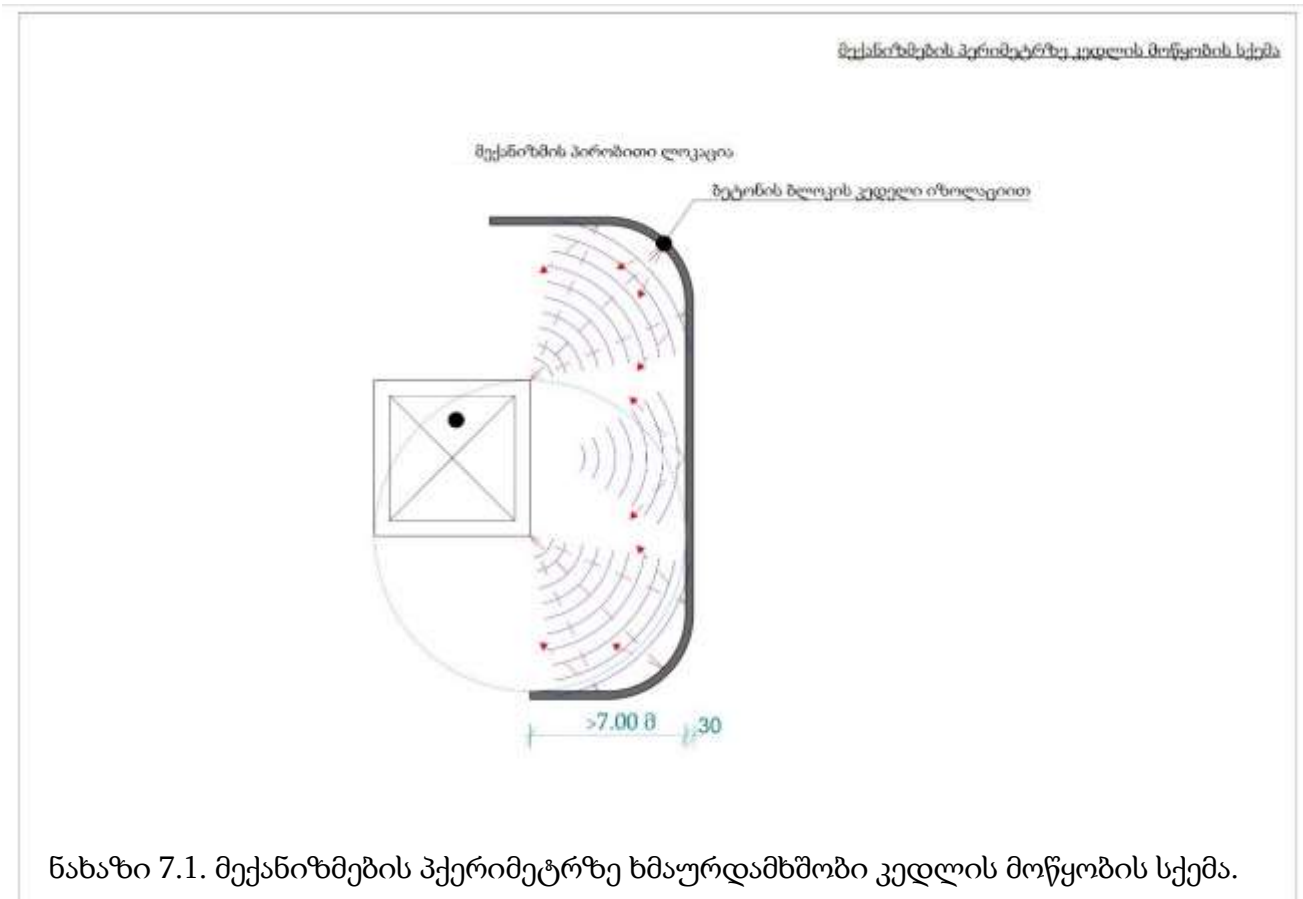 მექანიზმების პერიმეტრზე კედლის მოწყობის სქემა
მექანიზმის პირობითი ლოკაცია
ბეტონის ბლოკის კედელი იზოლაციით
>7.00 მ
30
ნახაზი 7.1. მექანიზმების პქერიმეტრზე ხმაურდამხშობი კედლის მოწყობის სქემა.